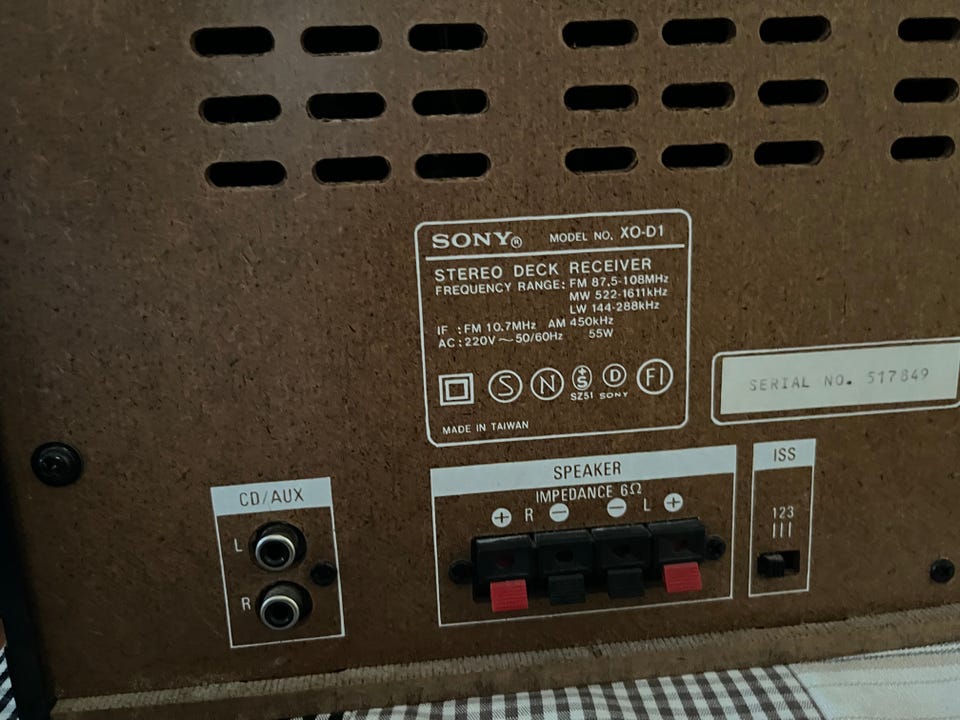 SONY® MODEL NO. XO-D1
STEREO DECK RECEIVER
FREQUENCY RANGE: FM 87.5-108MHz
MW 522-1611kHz
LW 144-288kHz
IF :FM 10.7MHz AM 450kHz
AC:220V～50/60Hz 55W
S N S D FI
SZ51 SONY
MADE IN TAIWAN
SERIAL NO. 517849
CD/AUX
L
R
SPEAKER
IMPEDANCE 6Ω
+ R − − L +
ISS
123